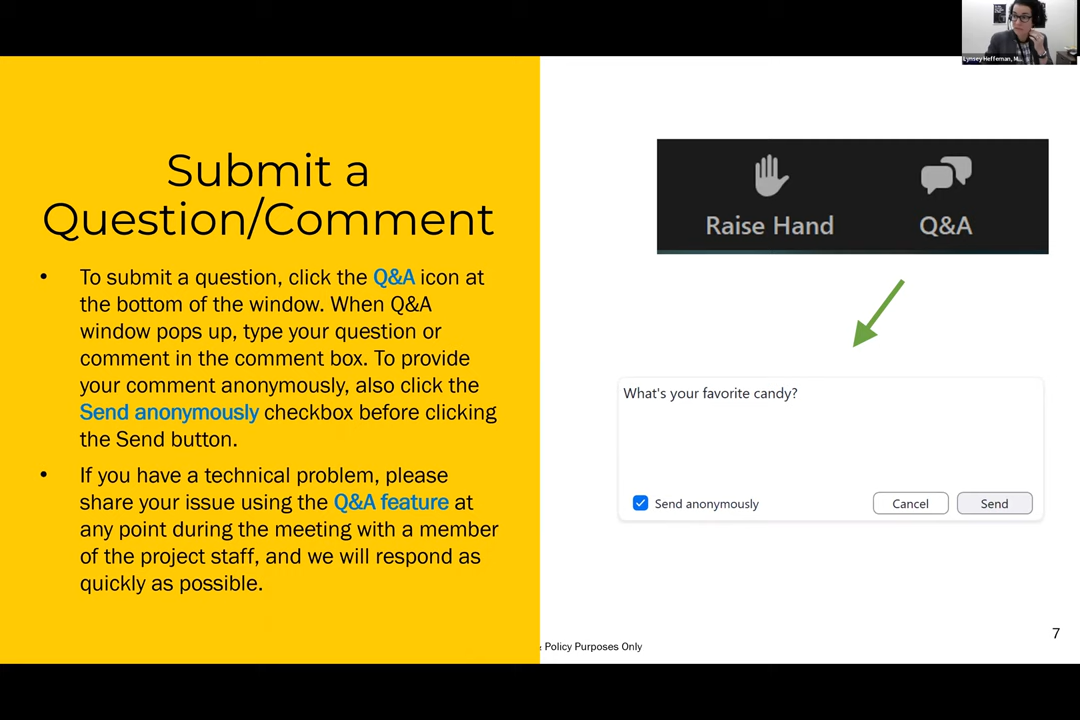 Lynsey Heffernan, M...
Submit a
Question/Comment
• To submit a question, click the Q&A icon at
the bottom of the window. When Q&A
window pops up, type your question or
comment in the comment box. To provide
your comment anonymously, also click the
Send anonymously checkbox before clicking
the Send button.
• If you have a technical problem, please
share your issue using the Q&A feature at
any point during the meeting with a member
of the project staff, and we will respond as
quickly as possible.
Raise Hand Q&A
What's your favorite candy?
Send anonymously Cancel Send
& Policy Purposes Only
7